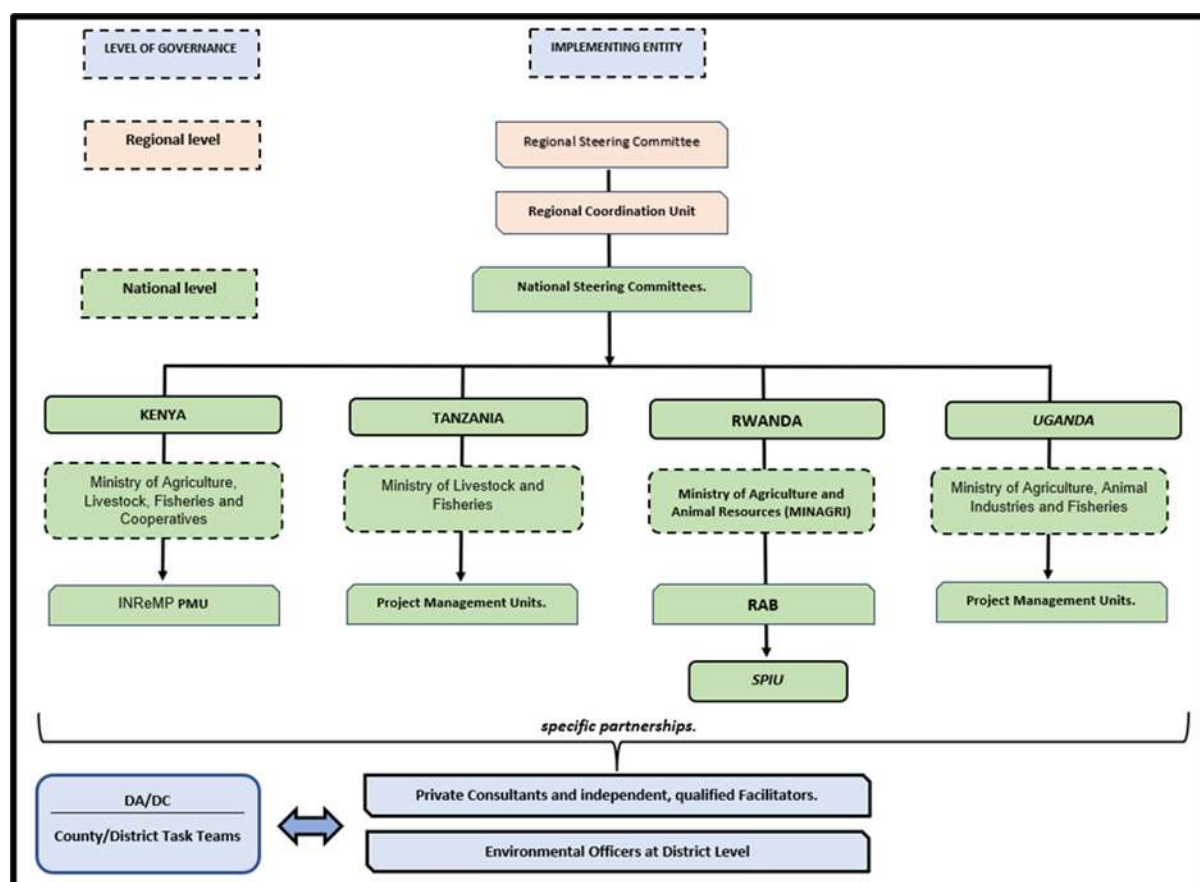 LEVEL OF GOVERNANCE
IMPLEMENTING ENTITY
Regional level
Regional Steering Committee
Regional Coordination Unit
National level
National Steering Committees.
KENYA
TANZANIA
RWANDA
UGANDA
Ministry of Agriculture,
Livestock, Fisheries and
Cooperatives
Ministry of Livestock and
Fisheries
Ministry of Agriculture and
Animal Resources (MINAGRI)
Ministry of Agriculture, Animal
Industries and Fisheries
INReMP PMU
Project Management Units.
RAB
Project Management Units.
SPIU
specific partnerships.
DA/DC
County/District Task Teams
Private Consultants and independent, qualified Facilitators.
Environmental Officers at District Level